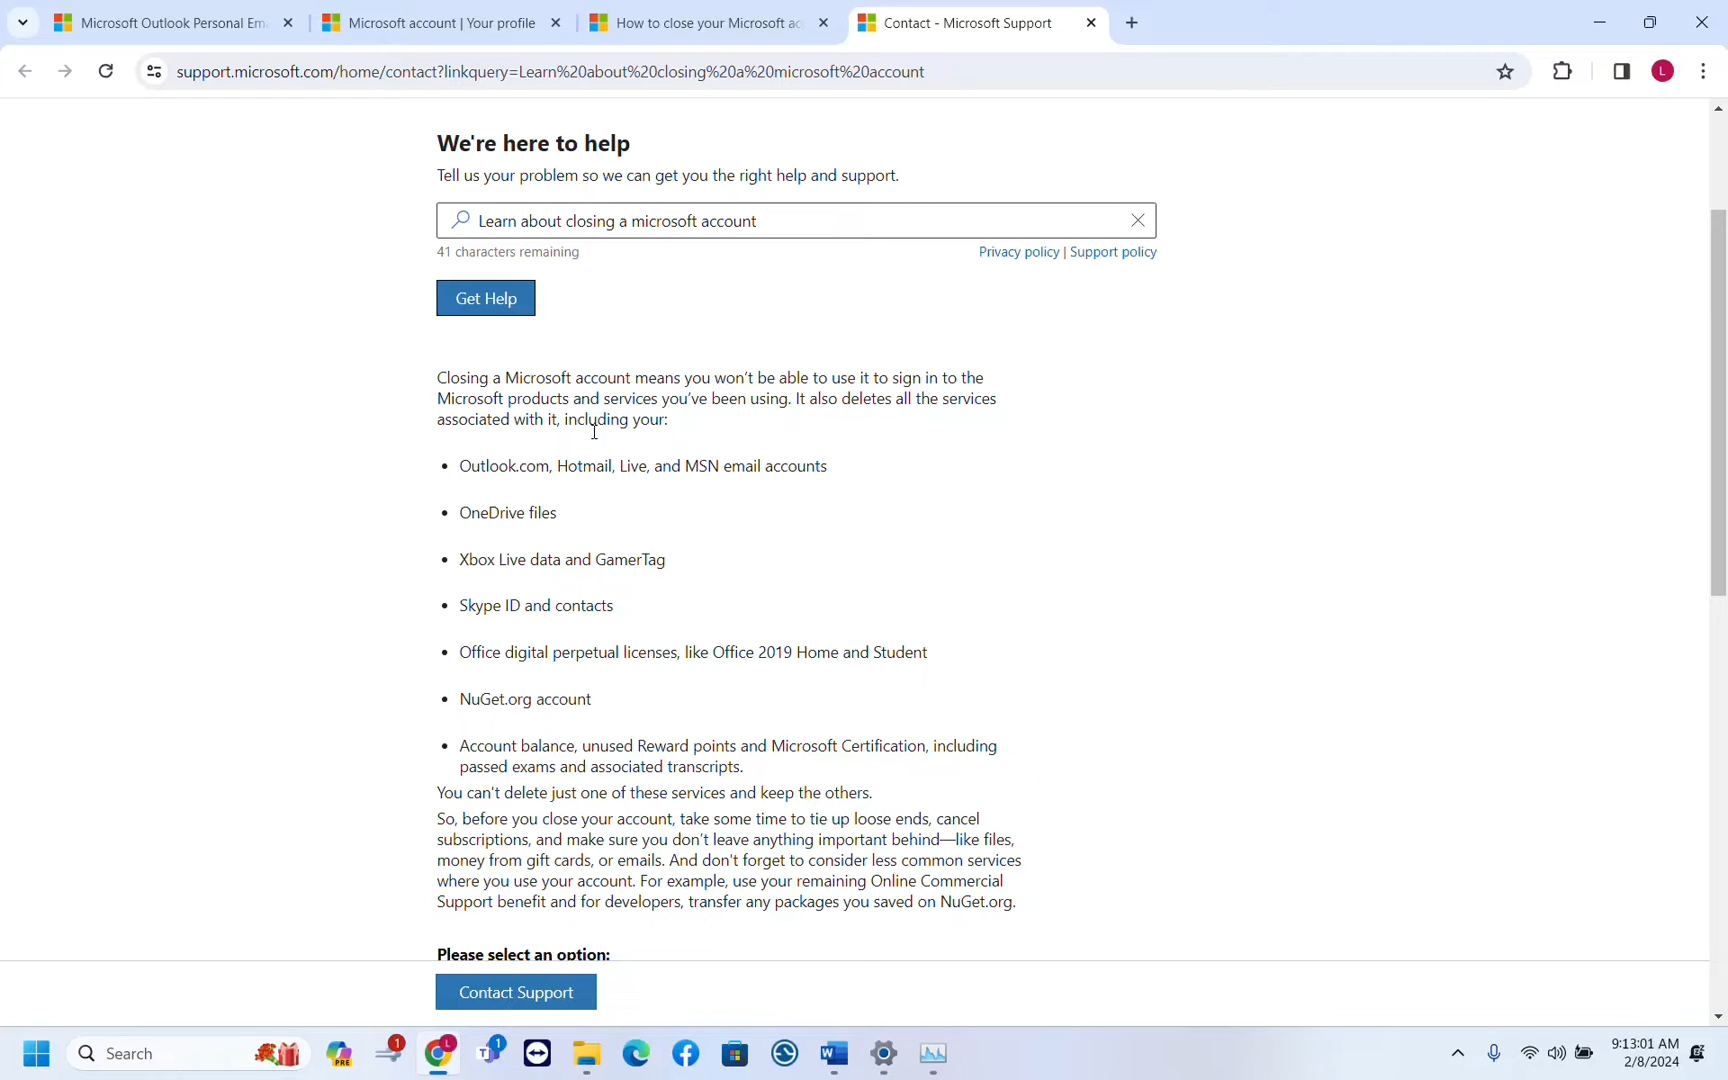 Microsoft Outlook Personal Em
Microsoft account | Your profile
How to close your Microsoft ac
Contact - Microsoft Support
support.microsoft.com/home/contact?linkquery=Learn%20about%20closing%20a%20microsoft%20account
L
We're here to help
Tell us your problem so we can get you the right help and support.
Learn about closing a microsoft account
41 characters remaining
Privacy policy | Support policy
Get Help
Closing a Microsoft account means you won’t be able to use it to sign in to the
Microsoft products and services you’ve been using. It also deletes all the services
associated with it, including your:
• Outlook.com, Hotmail, Live, and MSN email accounts
• OneDrive files
• Xbox Live data and GamerTag
• Skype ID and contacts
• Office digital perpetual licenses, like Office 2019 Home and Student
• NuGet.org account
• Account balance, unused Reward points and Microsoft Certification, including
passed exams and associated transcripts.
You can't delete just one of these services and keep the others.
So, before you close your account, take some time to tie up loose ends, cancel
subscriptions, and make sure you don’t leave anything important behind—like files,
money from gift cards, or emails. And don't forget to consider less common services
where you use your account. For example, use your remaining Online Commercial
Support benefit and for developers, transfer any packages you saved on NuGet.org.
Please select an option:
Contact Support
Search
PRE
1
L
1
9:13:01 AM
2/8/2024